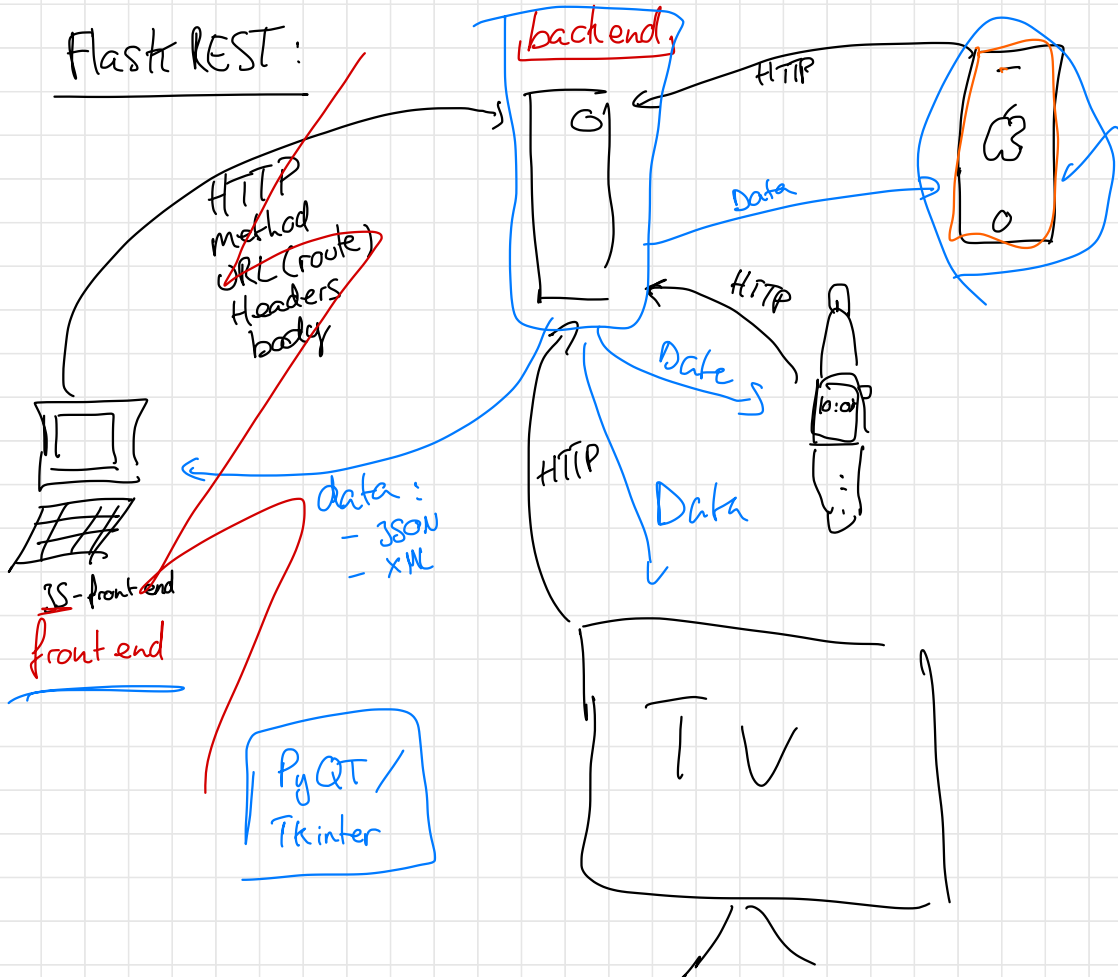 Flask REST:
backend
HTTP
HTTP
method
URL (route)
Headers
body
Data
HTTP
Date
HTTP
data:
- JSON
- XML
Data
JS-frontend
frontend
TV
PyQT/
Tkinter